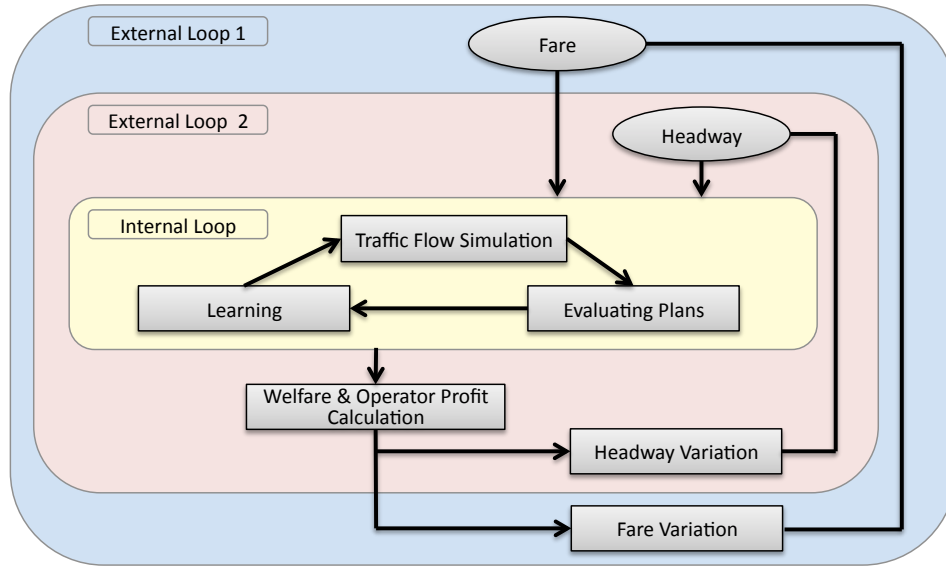 External Loop 1
Fare
External Loop 2
Headway
Internal Loop
Traffic Flow Simulation
Learning
Evaluating Plans
Welfare & Operator Profit
Calculation
Headway Variation
Fare Variation